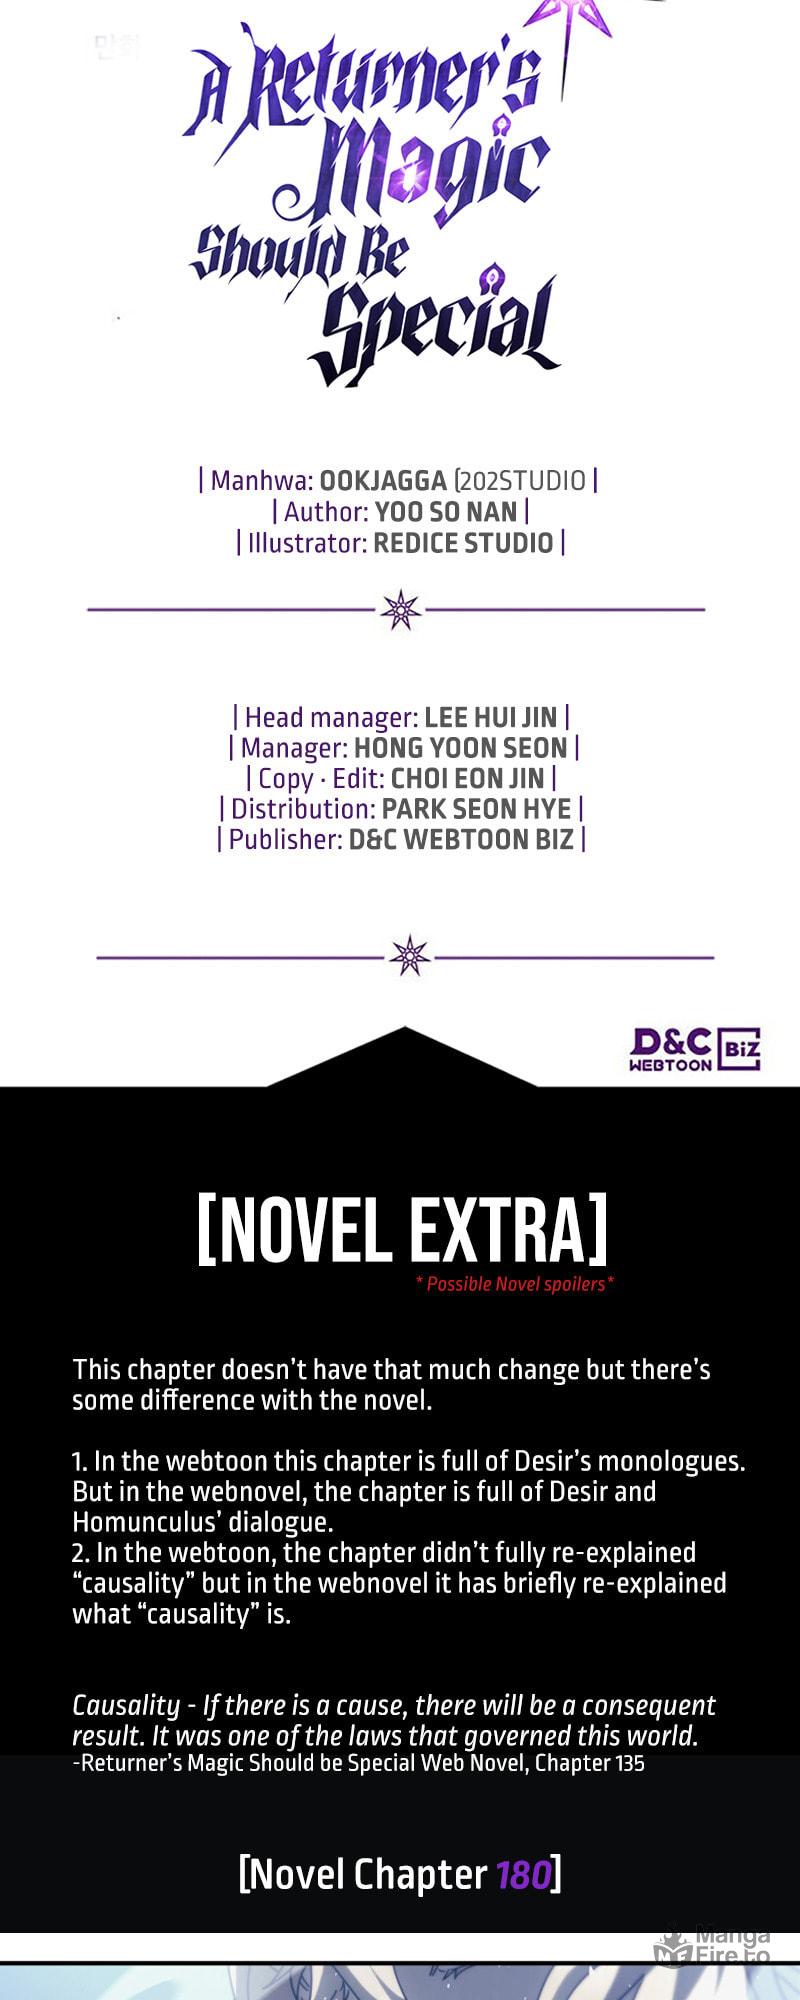 만화
A Returner's
Magic
Should Be
Special
| Manhwa: OOKJAGGA (202STUDIO |
| Author: YOO SO NAN |
| Illustrator: REDICE STUDIO |
| Head manager: LEE HUI JIN |
| Manager: HONG YOON SEON |
| Copy · Edit: CHOI EON JIN |
| Distribution: PARK SEON HYE |
| Publisher: D&C WEBTOON BIZ |
D&C
WEBTOON
BiZ
[NOVEL EXTRA]
* Possible Novel spoilers*
This chapter doesn't have that much change but there's
some difference with the novel.
1. In the webtoon this chapter is full of Desir's monologues.
But in the webnovel, the chapter is full of Desir and
Homunculus' dialogue.
2. In the webtoon, the chapter didn't fully re-explained
“causality” but in the webnovel it has briefly re-explained
what “causality” is.
Causality - If there is a cause, there will be a consequent
result. It was one of the laws that governed this world.
-Returner's Magic Should be Special Web Novel, Chapter 135
[Novel Chapter 180]
Manga
Fire.to
MF